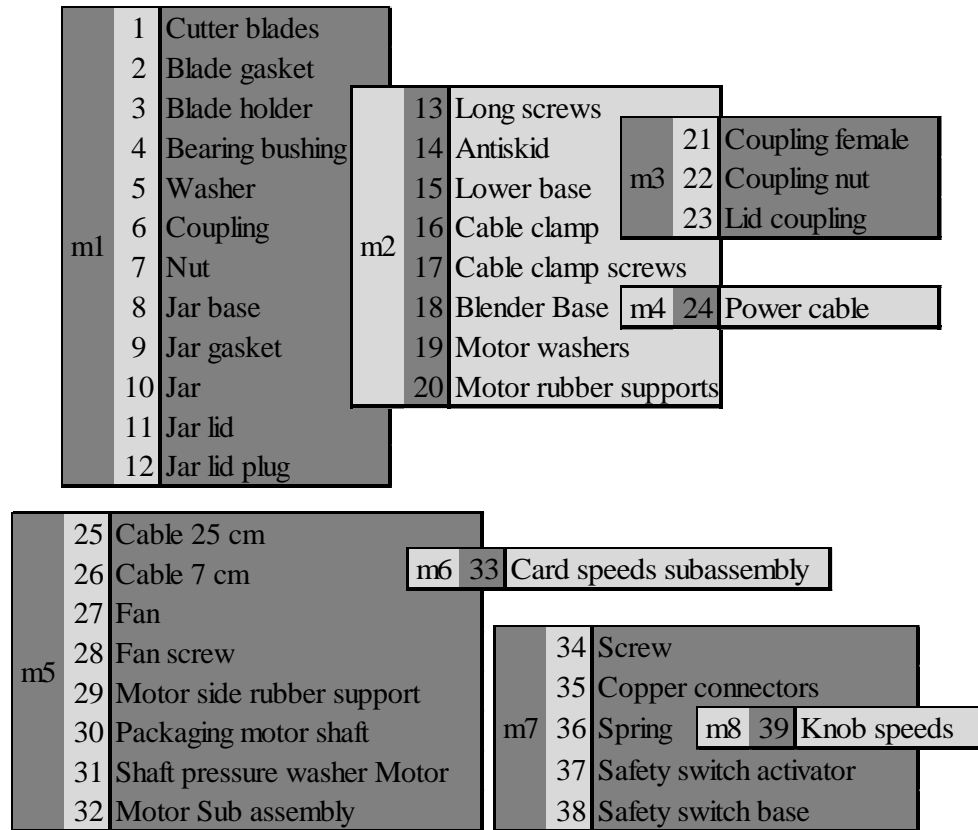 m1
1 Cutter blades
2 Blade gasket
3 Blade holder
4 Bearing bushing
5 Washer
6 Coupling
7 Nut
8 Jar base
9 Jar gasket
10 Jar
11 Jar lid
12 Jar lid plug
m2
13 Long screws
14 Antiskid
15 Lower base
16 Cable clamp
17 Cable clamp screws
18 Blender Base
19 Motor washers
20 Motor rubber supports
m3
21 Coupling female
22 Coupling nut
23 Lid coupling
m4 24 Power cable
m5
25 Cable 25 cm
26 Cable 7 cm
27 Fan
28 Fan screw
29 Motor side rubber support
30 Packaging motor shaft
31 Shaft pressure washer Motor
32 Motor Sub assembly
m6 33 Card speeds subassembly
m7
34 Screw
35 Copper connectors
36 Spring
37 Safety switch activator
38 Safety switch base
m8 39 Knob speeds